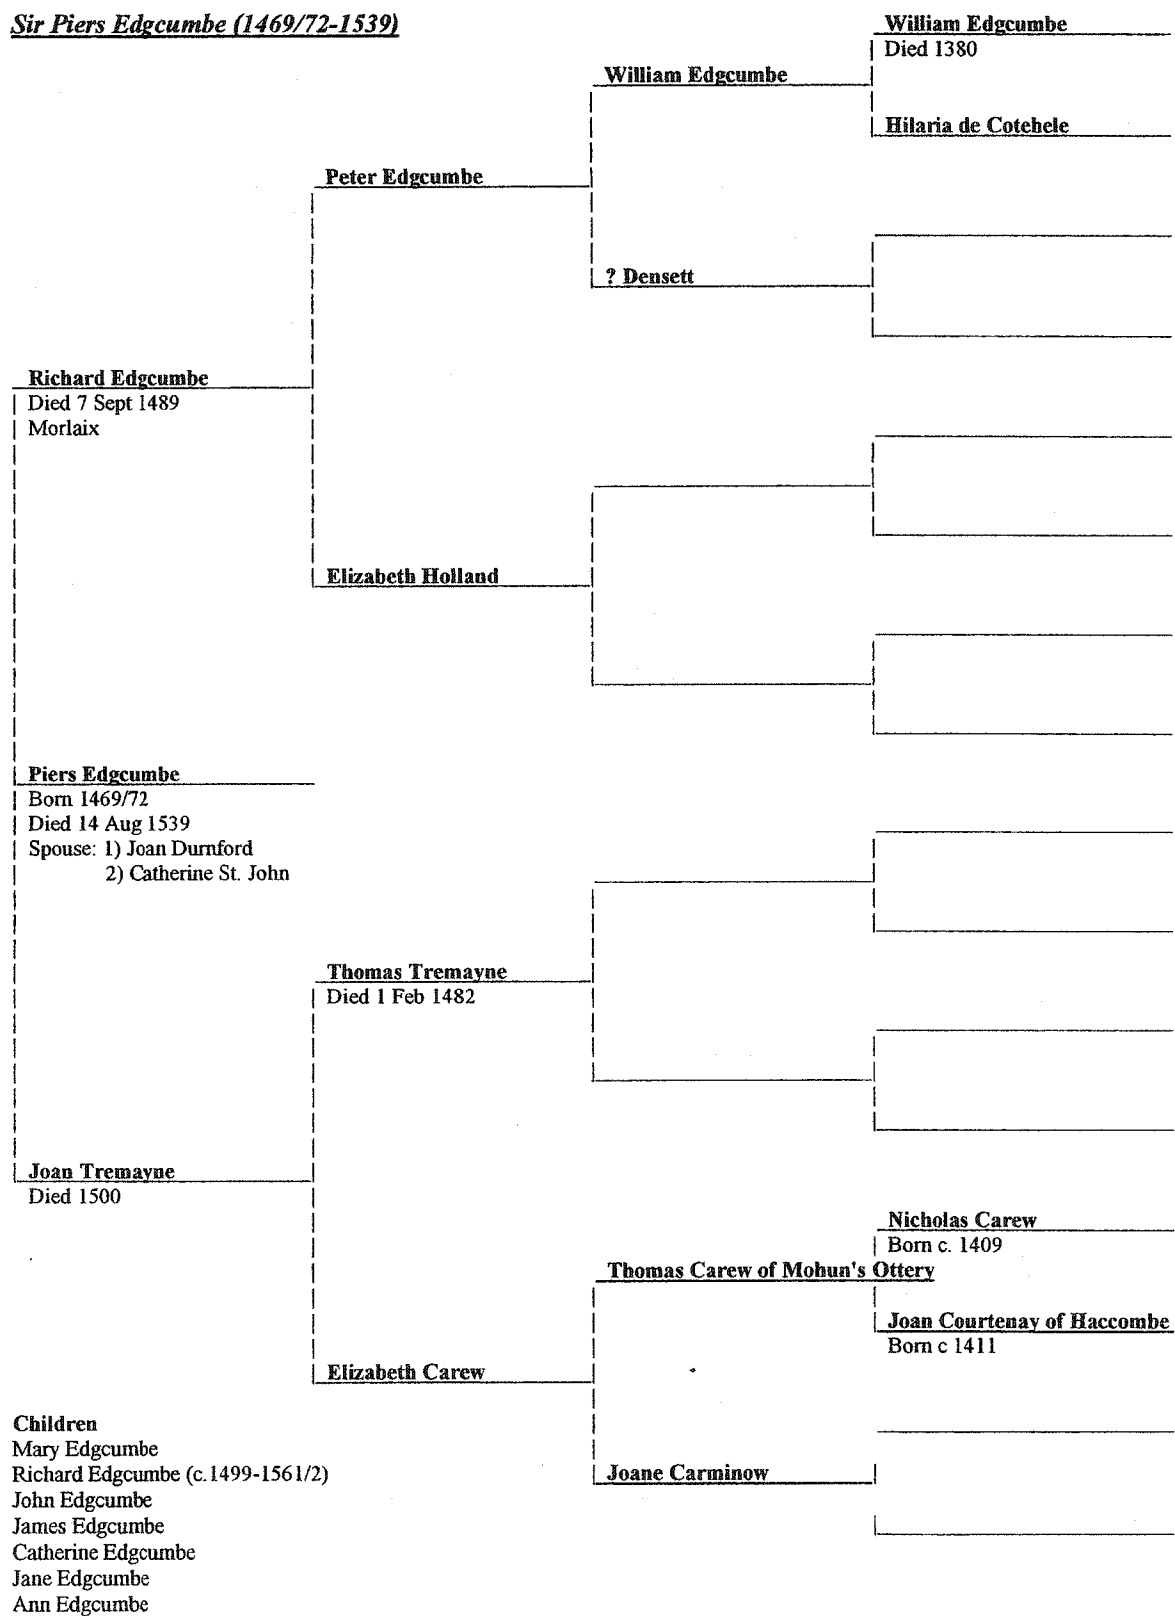 Sir Piers Edgcumbe (1469/72-1539)
William Edgcumbe
Died 1380
William Edgcumbe
Hilaria de Cotehele
Peter Edgcumbe
? Densett
Richard Edgcumbe
Died 7 Sept 1489
Morlaix
Elizabeth Holland
Piers Edgcumbe
Born 1469/72
Died 14 Aug 1539
Spouse: 1) Joan Durnford
2) Catherine St. John
Thomas Tremayne
Died 1 Feb 1482
Joan Tremayne
Died 1500
Nicholas Carew
Born c. 1409
Thomas Carew of Mohun's Ottery
Joan Courtenay of Haccombe
Born c 1411
Elizabeth Carew
Joane Carminow
Children
Mary Edgcumbe
Richard Edgcumbe (c.1499-1561/2)
John Edgcumbe
James Edgcumbe
Catherine Edgcumbe
Jane Edgcumbe
Ann Edgcumbe